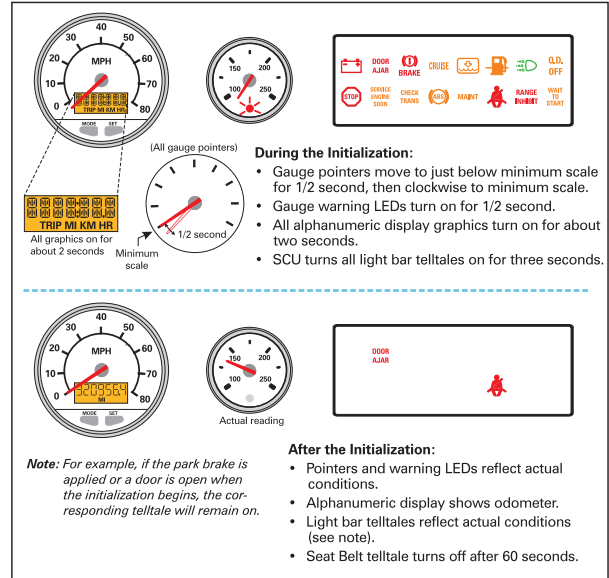 40
30
50
20
60
10
70
0
80
MPH
TRIP MI KM HR
MODE SET
150 200
100 250
DOOR AJAR
BRAKE
CRUISE
O.D. OFF
STOP
SERVICE ENGINE SOON
CHECK TRANS
ABS
MAINT
RANGE INHIBIT
WAIT TO START
(All gauge pointers)
TRIP MI KM HR
All graphics on for
about 2 seconds
1/2 second
Minimum
scale
During the Initialization:
• Gauge pointers move to just below minimum scale
for 1/2 second, then clockwise to minimum scale.
• Gauge warning LEDs turn on for 1/2 second.
• All alphanumeric display graphics turn on for about
two seconds.
• SCU turns all light bar telltales on for three seconds.
40
30
50
20
60
10
70
0
80
MPH
920956.4
MI
MODE SET
150 200
100 250
Actual reading
DOOR
AJAR
Note: For example, if the park brake is
applied or a door is open when
the initialization begins, the cor-
responding telltale will remain on.
After the Initialization:
• Pointers and warning LEDs reflect actual
conditions.
• Alphanumeric display shows odometer.
• Light bar telltales reflect actual conditions
(see note).
• Seat Belt telltale turns off after 60 seconds.